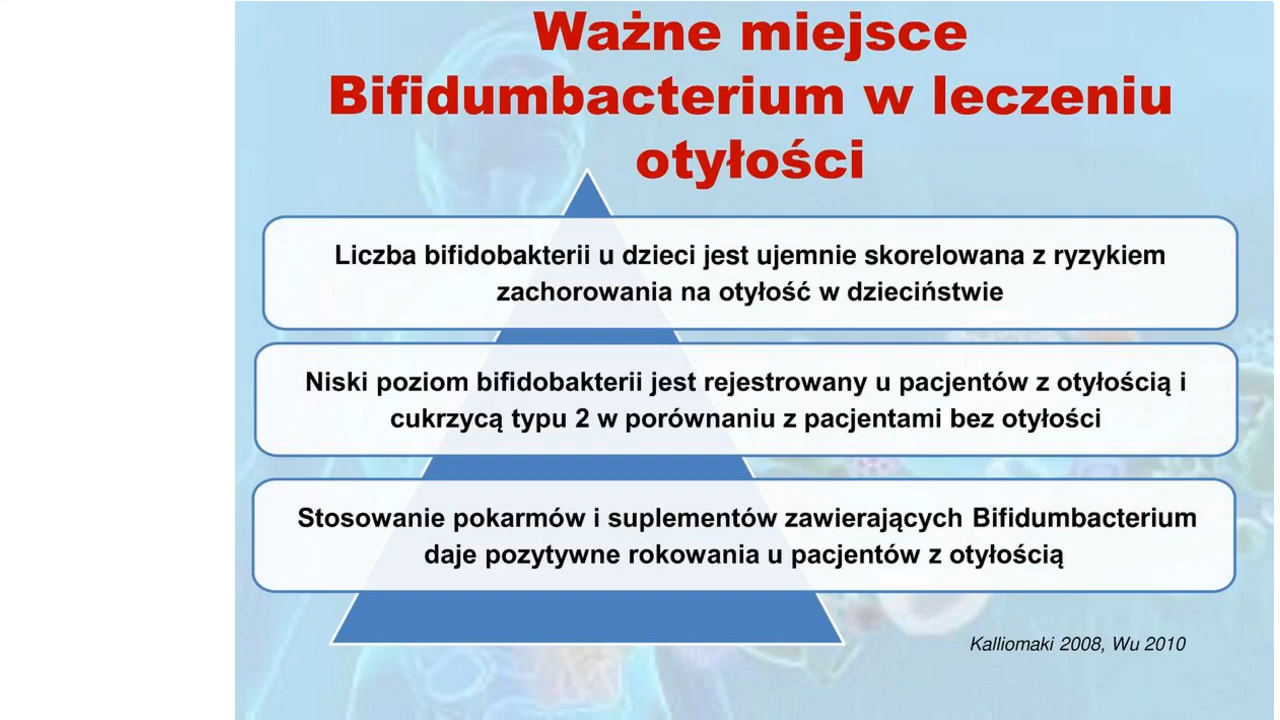 Ważne miejsce
Bifidumbacterium w leczeniu
otyłości
Liczba bifidobakterii u dzieci jest ujemnie skorelowana z ryzykiem
zachorowania na otyłość w dzieciństwie
Niski poziom bifidobakterii jest rejestrowany u pacjentów z otyłością i
cukrzycą typu 2 w porównaniu z pacjentami bez otyłości
Stosowanie pokarmów i suplementów zawierających Bifidumbacterium
daje pozytywne rokowania u pacjentów z otyłością
Kalliomaki 2008, Wu 2010